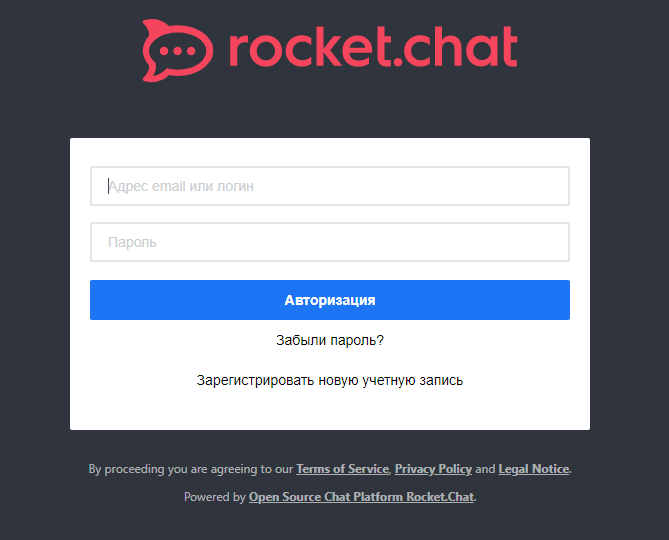 rocket.chat
Адрес email или логин
Пароль
Авторизация
Забыли пароль?
Зарегистрировать новую учетную запись
By proceeding you are agreeing to our Terms of Service, Privacy Policy and Legal Notice.
Powered by Open Source Chat Platform Rocket.Chat.